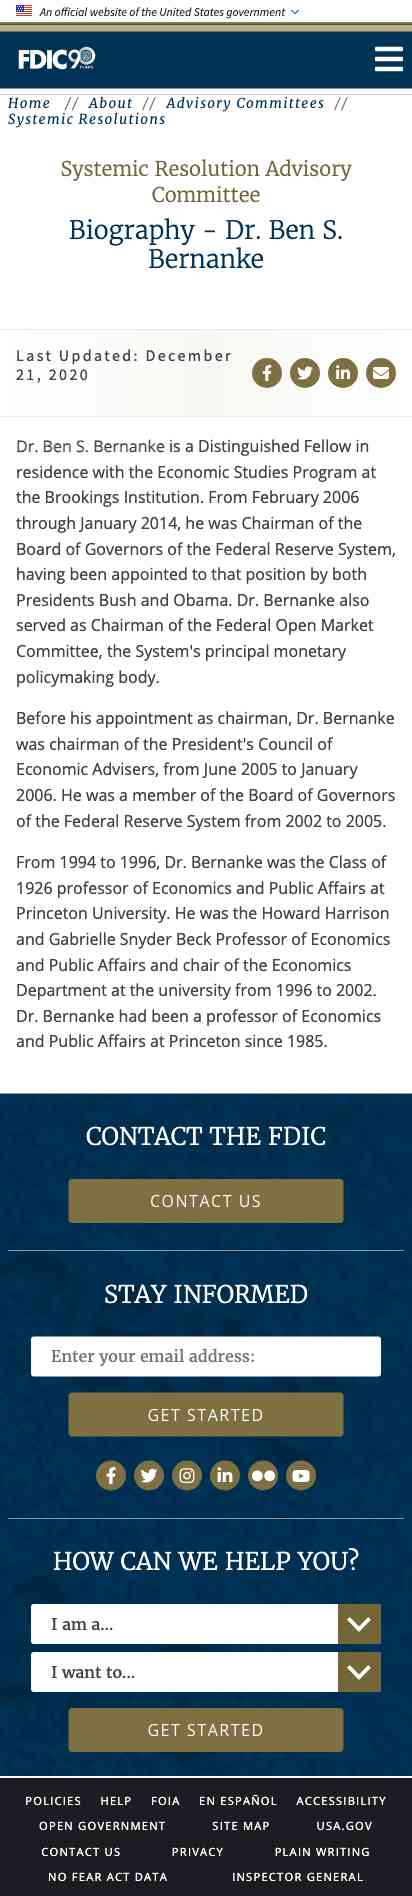 An official website of the United States government
FDIC 90 YEARS
Home // About // Advisory Committees //
Systemic Resolutions
Systemic Resolution Advisory
Committee
Biography - Dr. Ben S.
Bernanke
Last Updated: December
21, 2020
Dr. Ben S. Bernanke is a Distinguished Fellow in
residence with the Economic Studies Program at
the Brookings Institution. From February 2006
through January 2014, he was Chairman of the
Board of Governors of the Federal Reserve System,
having been appointed to that position by both
Presidents Bush and Obama. Dr. Bernanke also
served as Chairman of the Federal Open Market
Committee, the System's principal monetary
policymaking body.
Before his appointment as chairman, Dr. Bernanke
was chairman of the President's Council of
Economic Advisers, from June 2005 to January
2006. He was a member of the Board of Governors
of the Federal Reserve System from 2002 to 2005.
From 1994 to 1996, Dr. Bernanke was the Class of
1926 professor of Economics and Public Affairs at
Princeton University. He was the Howard Harrison
and Gabrielle Snyder Beck Professor of Economics
and Public Affairs and chair of the Economics
Department at the university from 1996 to 2002.
Dr. Bernanke had been a professor of Economics
and Public Affairs at Princeton since 1985.
CONTACT THE FDIC
CONTACT US
STAY INFORMED
Enter your email address:
GET STARTED
HOW CAN WE HELP YOU?
I am a...
I want to...
GET STARTED
POLICIES HELP FOIA EN ESPAÑOL ACCESSIBILITY
OPEN GOVERNMENT SITE MAP USA.GOV
CONTACT US PRIVACY PLAIN WRITING
NO FEAR ACT DATA INSPECTOR GENERAL